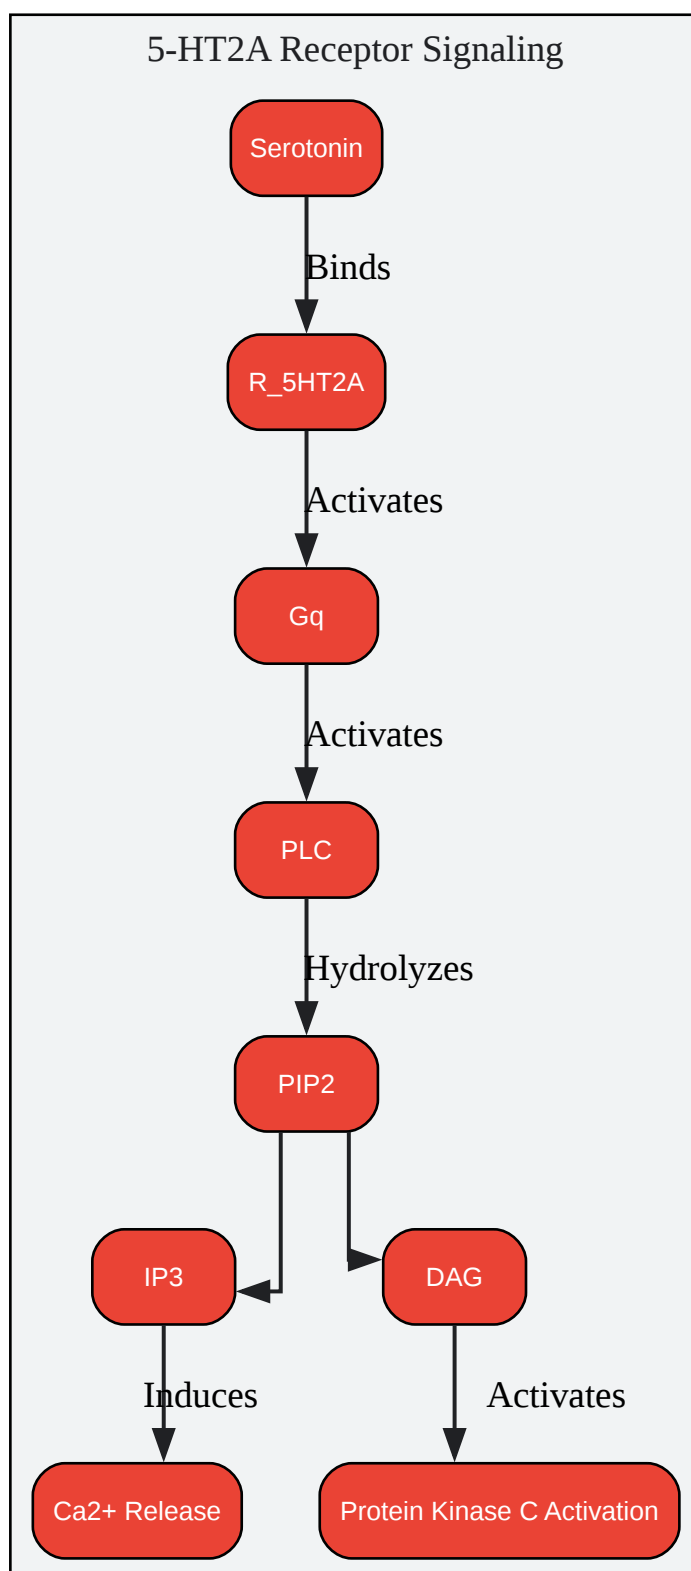 5-HT2A Receptor Signaling
Serotonin
Binds
R_5HT2A
Activates
Gq
Activates
PLC
Hydrolyzes
PIP2
IP3
DAG
Induces
Activates
Ca2+ Release
Protein Kinase C Activation